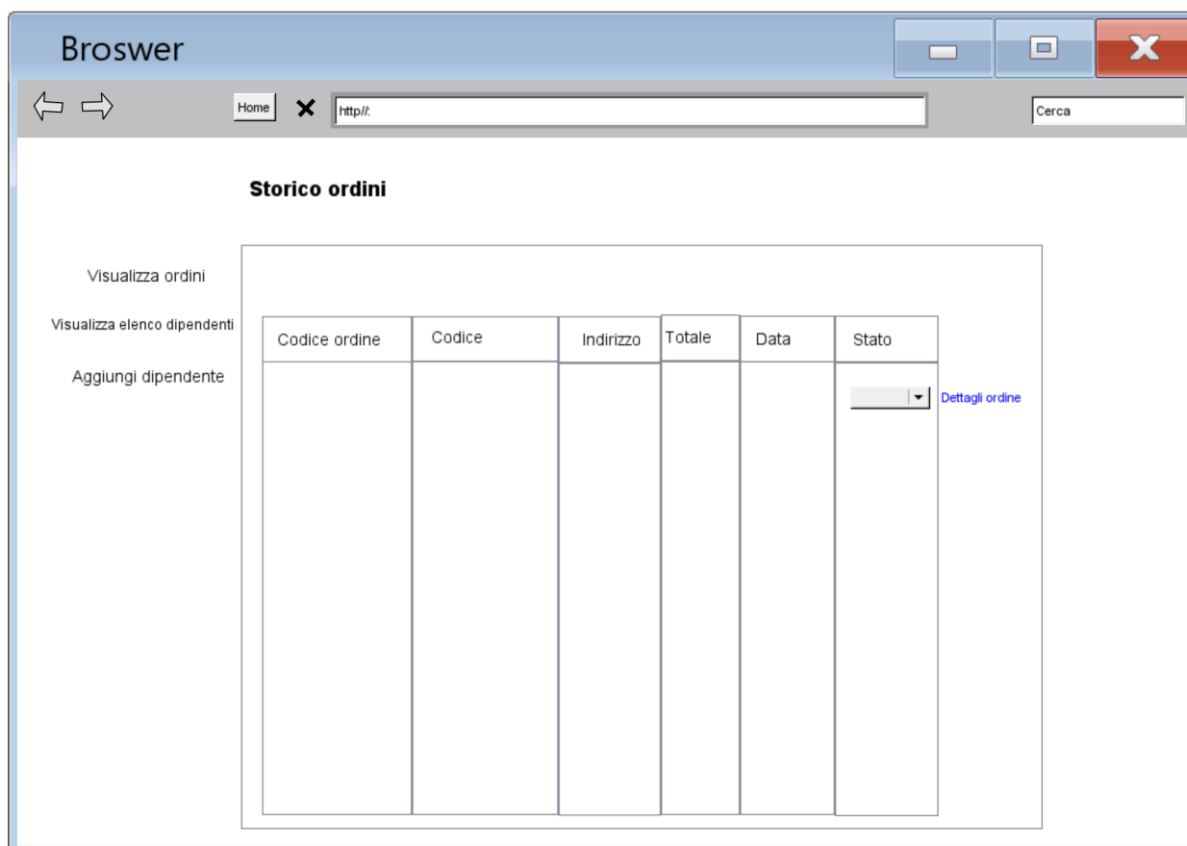 Broswer
Home
http//:
Cerca
Storico ordini
Visualizza ordini
Visualizza elenco dipendenti
Aggiungi dipendente
Codice ordine
Codice
Indirizzo
Totale
Data
Stato
Dettagli ordine